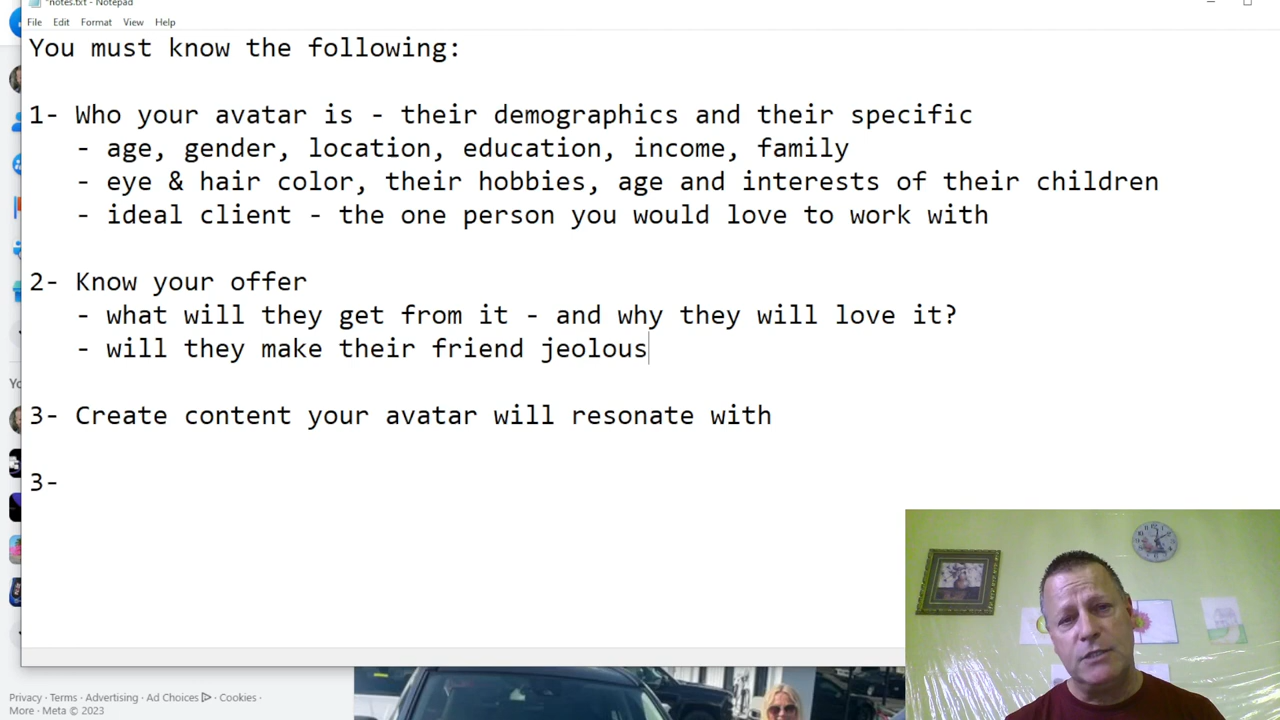 *notes.txt - Notepad
File Edit Format View Help
You must know the following:
1- Who your avatar is - their demographics and their specific
- age, gender, location, education, income, family
- eye & hair color, their hobbies, age and interests of their children
- ideal client - the one person you would love to work with
2- Know your offer
- what will they get from it - and why they will love it?
- will they make their friend jeolous
3- Create content your avatar will resonate with
3-
Yo
Privacy · Terms · Advertising · Ad Choices · Cookies ·
More · Meta © 2023